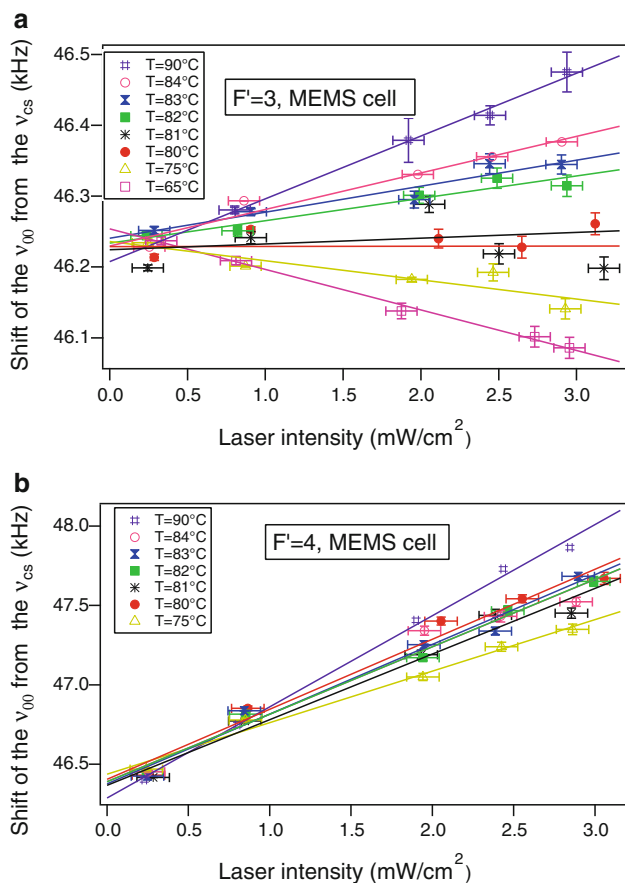 a
Shift of the ν00 from the νcs (kHz)
46.5
46.4
46.3
46.2
46.1
T=90°C
T=84°C
T=83°C
T=82°C
T=81°C
T=80°C
T=75°C
T=65°C
F'=3, MEMS cell
0.0 0.5 1.0 1.5 2.0 2.5 3.0
Laser intensity (mW/cm2)
b
Shift of the ν00 from the νcs (kHz)
48.0
47.5
47.0
46.5
T=90°C
T=84°C
T=83°C
T=82°C
T=81°C
T=80°C
T=75°C
F'=4, MEMS cell
0.0 0.5 1.0 1.5 2.0 2.5 3.0
Laser intensity (mW/cm2)